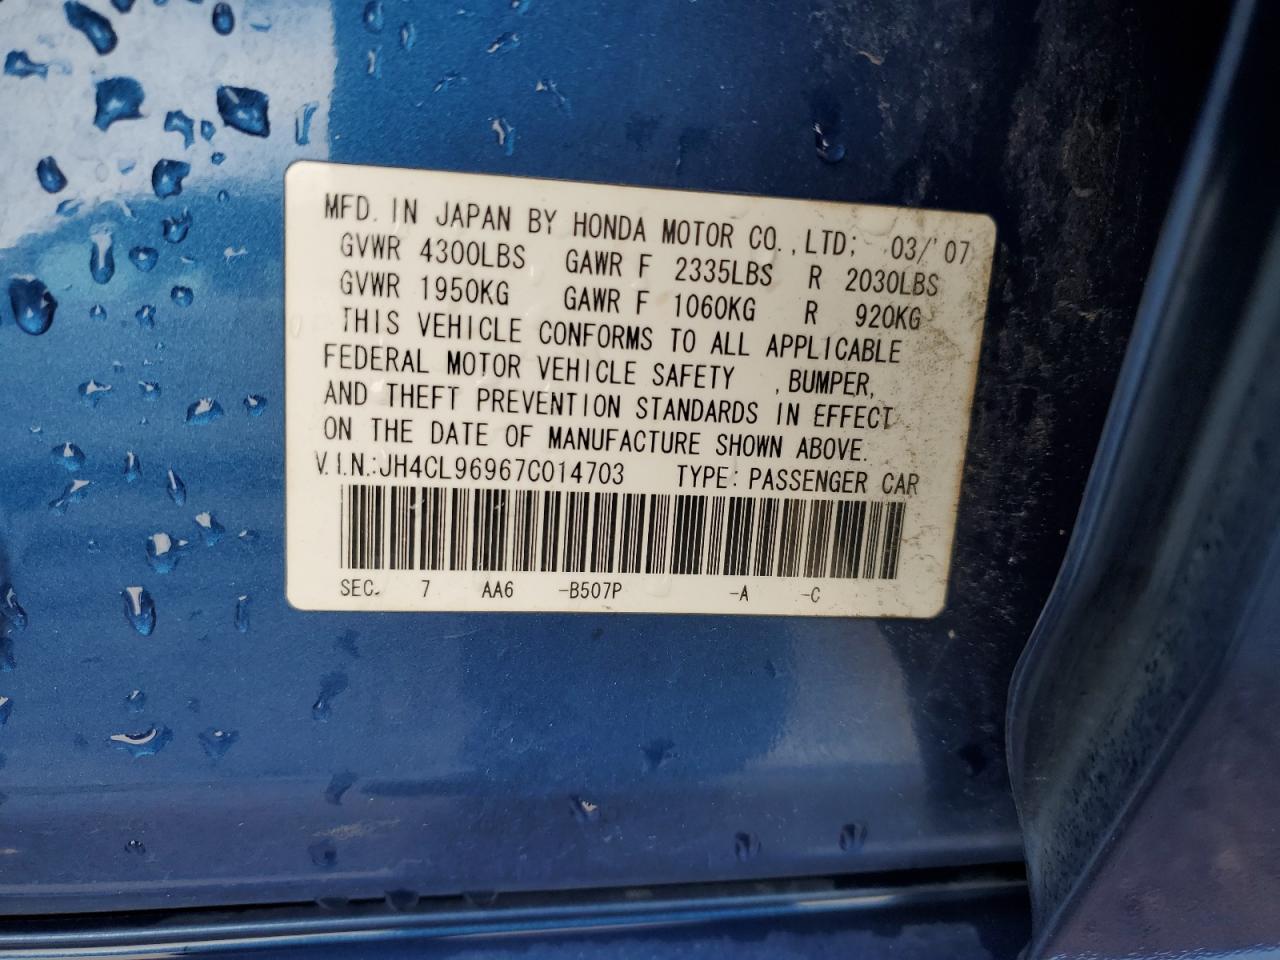 MFD. IN JAPAN BY HONDA MOTOR CO., LTD; 03/'07
GVWR 4300LBS GAWR F 2335LBS R 2030LBS
GVWR 1950KG GAWR F 1060KG R 920KG
THIS VEHICLE CONFORMS TO ALL APPLICABLE
FEDERAL MOTOR VEHICLE SAFETY , BUMPER,
AND THEFT PREVENTION STANDARDS IN EFFECT
ON THE DATE OF MANUFACTURE SHOWN ABOVE.
V.I.N.:JH4CL96967C014703 TYPE: PASSENGER CAR
SEC. 7 AA6 -B507P -A -C